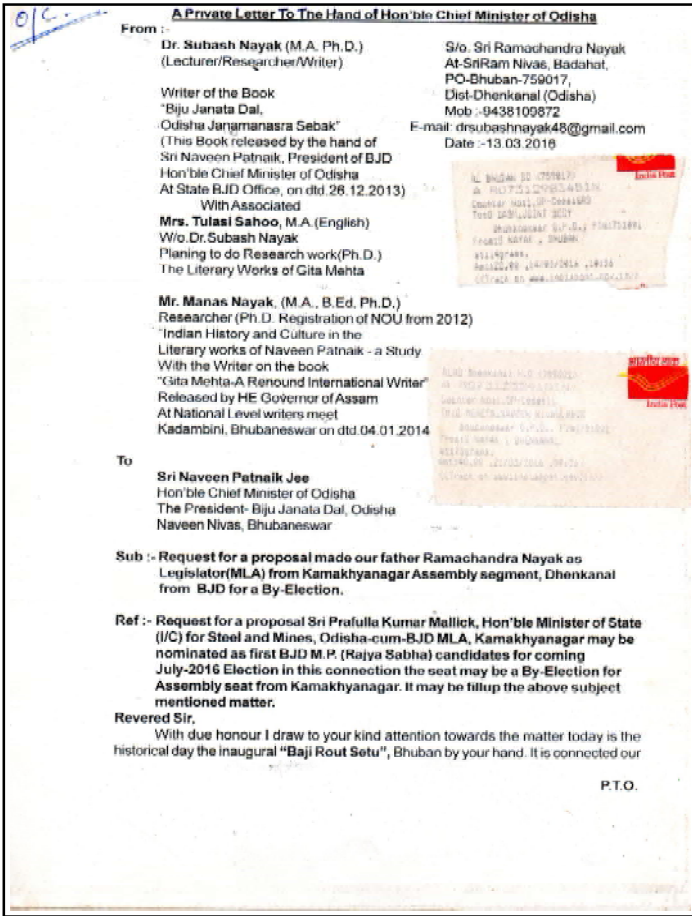 O/C.
A Private Letter To The Hand of Hon'ble Chief Minister of Odisha
From :-
Dr. Subash Nayak (M.A. Ph.D.)
(Lecturer/Researcher/Writer)
Writer of the Book
"Biju Janata Dal,
Odisha Janamanasra Sebak"
(This Book released by the hand of
Sri Naveen Patnaik, President of BJD
Hon'ble Chief Minister of Odisha
At State BJD Office, on dtd.26.12.2013)
With Associated
Mrs. Tulasi Sahoo, M.A.(English)
W/o.Dr.Subash Nayak
Planing to do Research work(Ph.D.)
The Literary Works of Gita Mehta
Mr. Manas Nayak, (M.A., B.Ed, Ph.D.)
Researcher (Ph.D. Registration of NOU from 2012)
"Indian History and Culture in the
Literary works of Naveen Patnaik - a Study
With the Writer on the book
"Gita Mehta-A Renound International Writer"
Released by HE Governor of Assam
At National Level writers meet
Kadambini, Bhubaneswar on dtd.04.01.2014
S/o. Sri Ramachandra Nayak
At-SriRam Nivas, Badahat,
PO-Bhuban-759017,
Dist-Dhenkanal (Odisha)
Mob :-9438109872
E-mail: drsubashnayak48@gmail.com
Date :-13.03.2016
India Post
India Post
To
Sri Naveen Patnaik Jee
Hon'ble Chief Minister of Odisha
The President- Biju Janata Dal, Odisha
Naveen Nivas, Bhubaneswar
Sub :- Request for a proposal made our father Ramachandra Nayak as
Legislator(MLA) from Kamakhyanagar Assembly segment, Dhenkanal
from BJD for a By-Election.
Ref :- Request for a proposal Sri Prafulla Kumar Mallick, Hon'ble Minister of State
(I/C) for Steel and Mines, Odisha-cum-BJD MLA, Kamakhyanagar may be
nominated as first BJD M.P. (Rajya Sabha) candidates for coming
July-2016 Election in this connection the seat may be a By-Election for
Assembly seat from Kamakhyanagar. It may be fillup the above subject
mentioned matter.
Revered Sir,
With due honour I draw to your kind attention towards the matter today is the
historical day the inaugural "Baji Rout Setu", Bhuban by your hand. It is connected our
P.T.O.